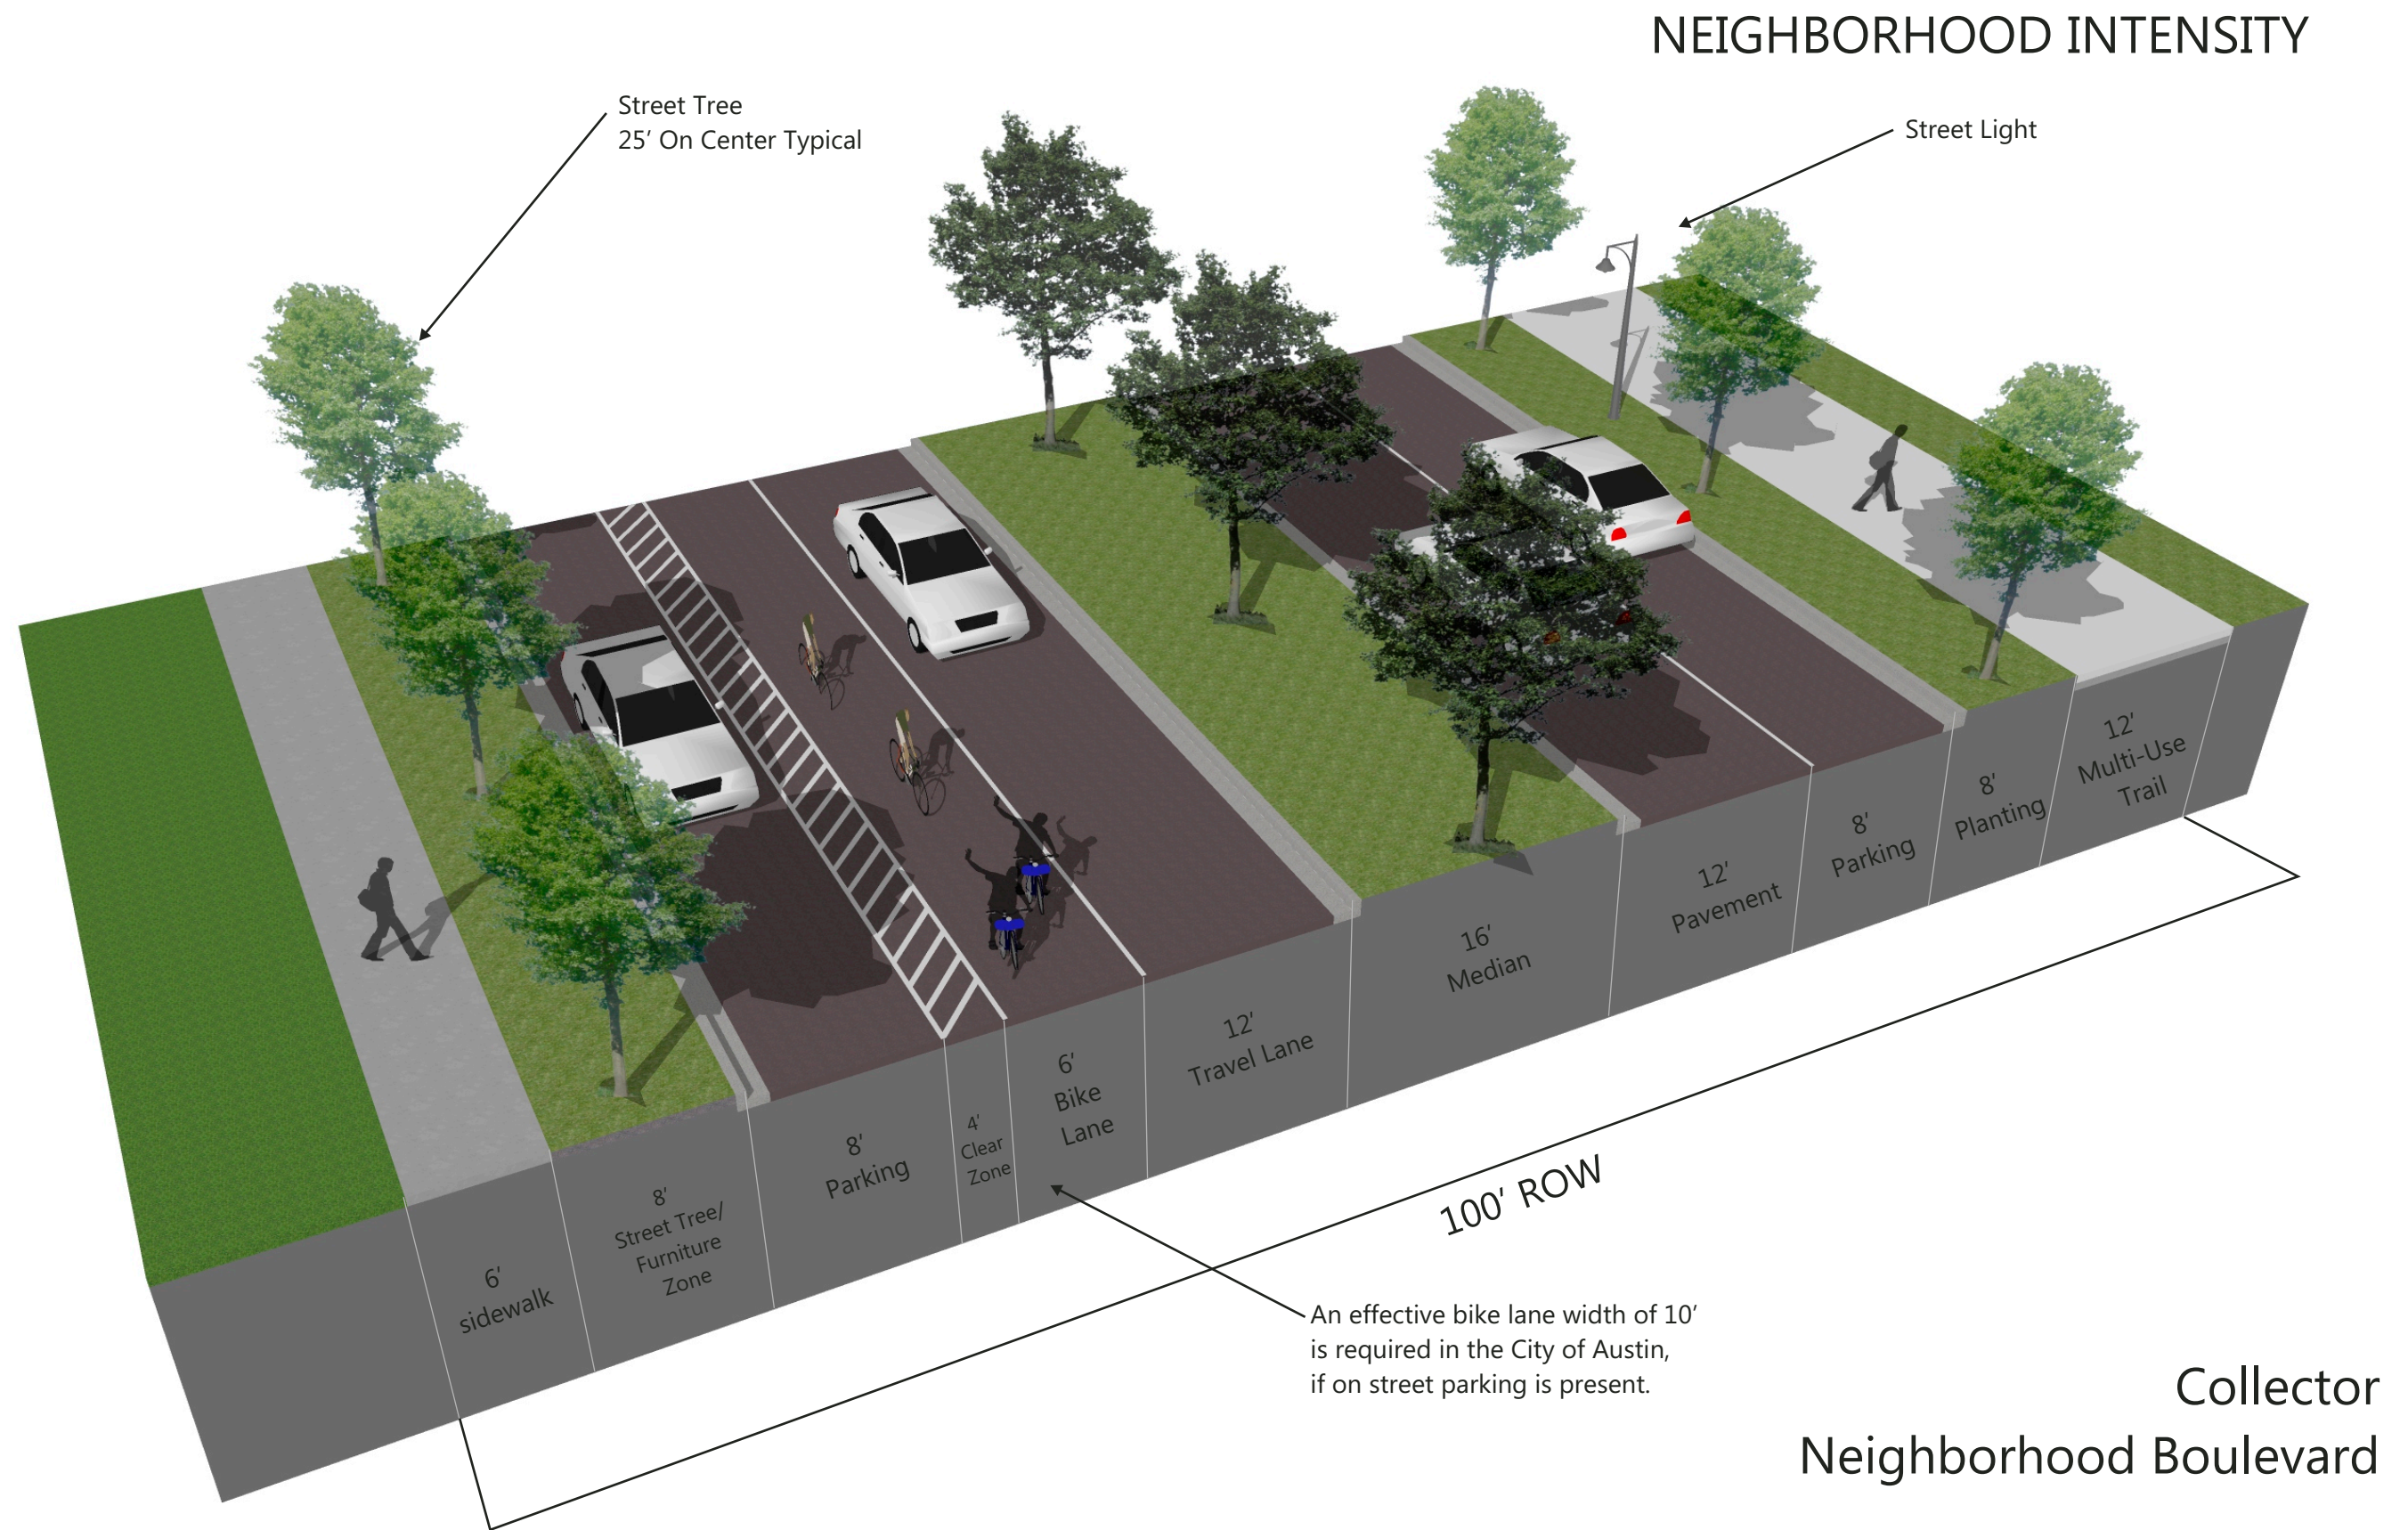 NEIGHBORHOOD INTENSITY
Street Tree
25’ On Center Typical
Street Light
6’
sidewalk
8’
Street Tree/
Furniture
Zone
8’
Parking
4’
Clear
Zone
6’
Bike
Lane
12’
Travel Lane
16’
Median
12’
Pavement
8’
Parking
8’
Planting
12’
Multi-Use
Trail
100’ ROW
An effective bike lane width of 10’
is required in the City of Austin,
if on street parking is present.
Collector
Neighborhood Boulevard